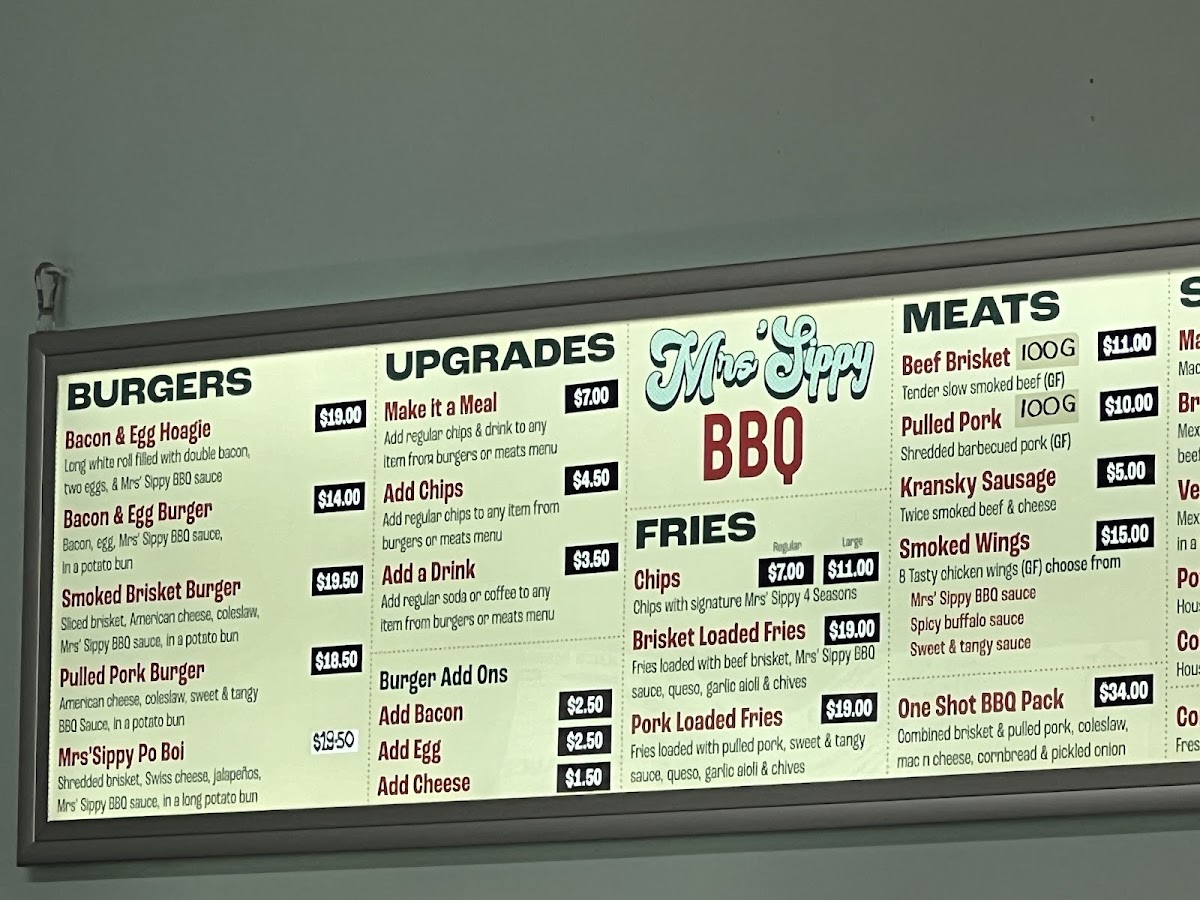 BURGERS
Bacon & Egg Hoagie $19.00
Long white roll filled with double bacon,
two eggs, & Mrs' Sippy BBQ sauce
Bacon & Egg Burger $14.00
Bacon, egg, Mrs' Sippy BBQ sauce,
in a potato bun
Smoked Brisket Burger $19.50
Sliced brisket, American cheese, coleslaw,
Mrs' Sippy BBQ sauce, in a potato bun
Pulled Pork Burger $18.50
American cheese, coleslaw, sweet & tangy
BBQ Sauce, in a potato bun
Mrs'Sippy Po Boi $19.50
Shredded brisket, Swiss cheese, jalapeños,
Mrs' Sippy BBQ sauce, in a long potato bun
UPGRADES
Make it a Meal $7.00
Add regular chips & drink to any
item from burgers or meats menu
Add Chips $4.50
Add regular chips to any item from
burgers or meats menu
Add a Drink $3.50
Add regular soda or coffee to any
item from burgers or meats menu
Burger Add Ons
Add Bacon $2.50
Add Egg $2.50
Add Cheese $1.50
Mrs'Sippy
BBQ
FRIES
Regular Large
Chips $7.00 $11.00
Chips with signature Mrs' Sippy 4 Seasons
Brisket Loaded Fries $19.00
Fries loaded with beef brisket, Mrs' Sippy BBQ
sauce, queso, garlic aioli & chives
Pork Loaded Fries $19.00
Fries loaded with pulled pork, sweet & tangy
sauce, queso, garlic aioli & chives
MEATS
Beef Brisket 100G $11.00
Tender slow smoked beef (GF)
Pulled Pork 100G $10.00
Shredded barbecued pork (GF)
Kransky Sausage $5.00
Twice smoked beef & cheese
Smoked Wings $15.00
8 Tasty chicken wings (GF) choose from
Mrs' Sippy BBQ sauce
Spicy buffalo sauce
Sweet & tangy sauce
One Shot BBQ Pack $34.00
Combined brisket & pulled pork, coleslaw,
mac n cheese, cornbread & pickled onion